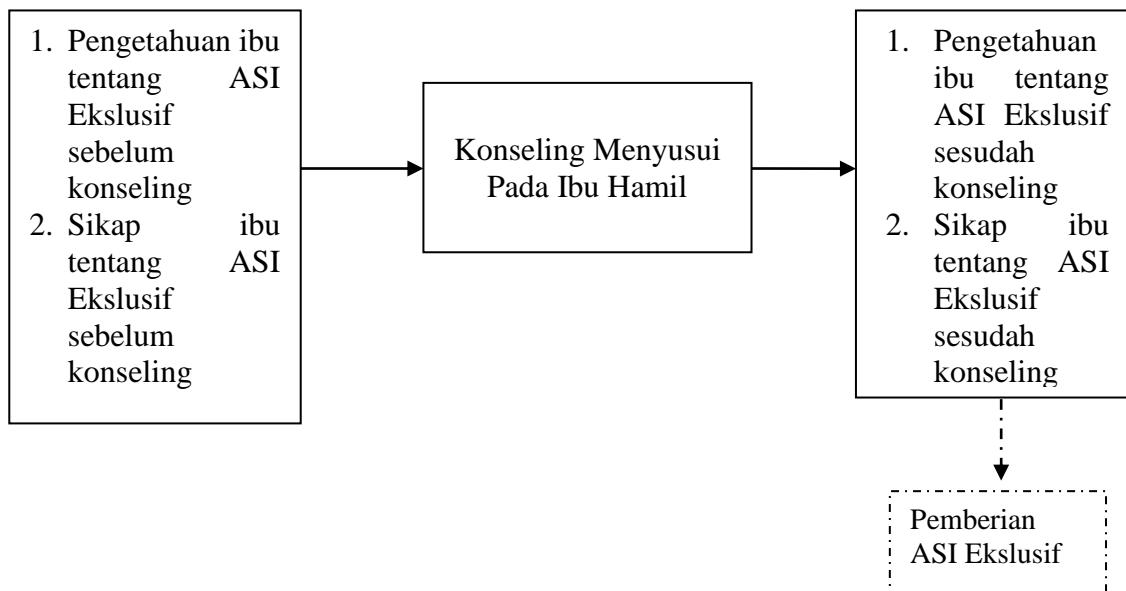 1. Pengetahuan ibu
tentang ASI
Ekslusif
sebelum
konseling
2. Sikap ibu
tentang ASI
Ekslusif
sebelum
konseling
Konseling Menyusui
Pada Ibu Hamil
1. Pengetahuan
ibu tentang
ASI Ekslusif
sesudah
konseling
2. Sikap ibu
tentang ASI
Ekslusif
sesudah
konseling
Pemberian
ASI Ekslusif